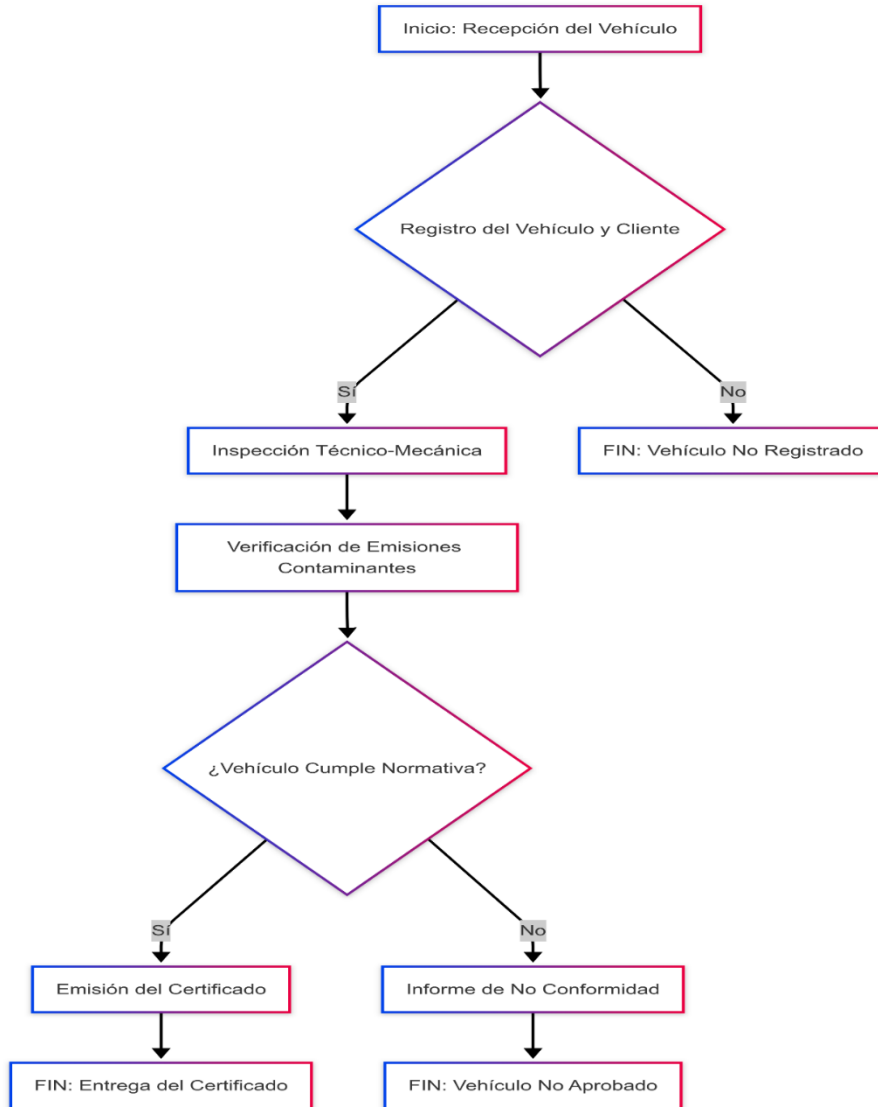 Inicio: Recepción del Vehículo
Registro del Vehículo y Cliente
Sí
No
Inspección Técnico-Mecánica
FIN: Vehículo No Registrado
Verificación de Emisiones
Contaminantes
¿Vehículo Cumple Normativa?
Sí
No
Emisión del Certificado
Informe de No Conformidad
FIN: Entrega del Certificado
FIN: Vehículo No Aprobado